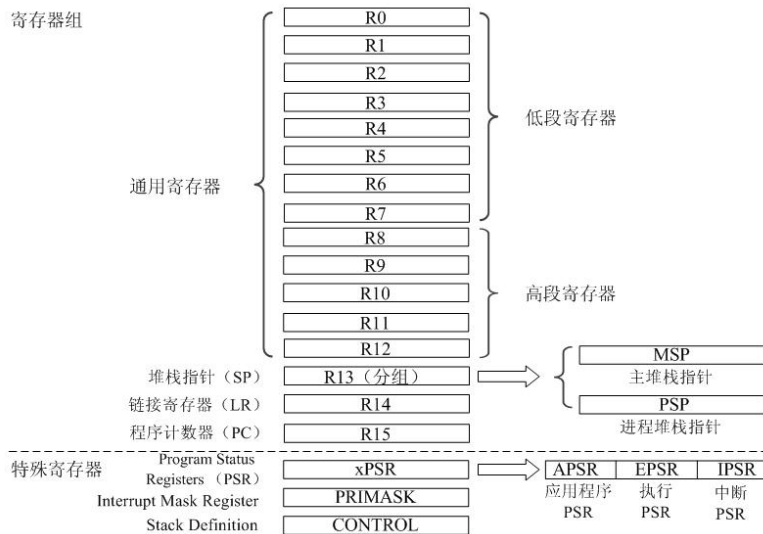 寄存器组
R0
R1
R2
R3
R4
R5
R6
R7
低段寄存器
通用寄存器
R8
R9
R10
R11
R12
高段寄存器
堆栈指针（SP） R13（分组） MSP
主堆栈指针
链接寄存器（LR） R14 PSP
程序计数器（PC） R15 进程堆栈指针
特殊寄存器
Program Status
Registers （PSR） xPSR APSR EPSR IPSR
应用程序 执行 中断
PSR PSR PSR
Interrupt Mask Register PRIMASK
Stack Definition CONTROL